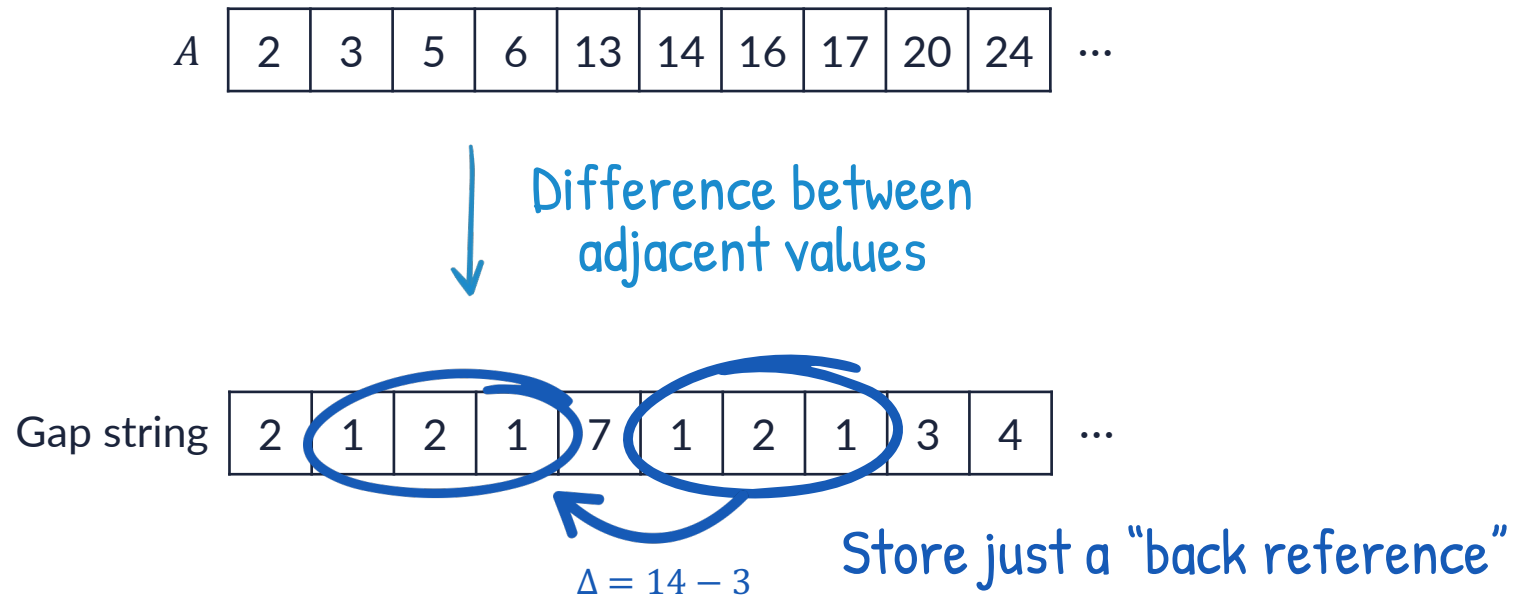 A 2 3 5 6 13 14 16 17 20 24 ...
Difference between
adjacent values
Gap string 2 1 2 1 7 1 2 1 3 4 ...
Store just a “back reference”
Δ = 14 − 3